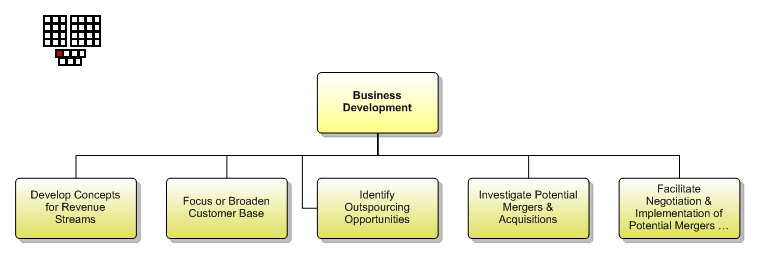 Business
Development
Develop Concepts
for Revenue
Streams
Focus or Broaden
Customer Base
Identify
Outspourcing
Opportunities
Investigate Potential
Mergers &
Acquisitions
Facilitate
Negotiation &
Implementation of
Potential Mergers ...